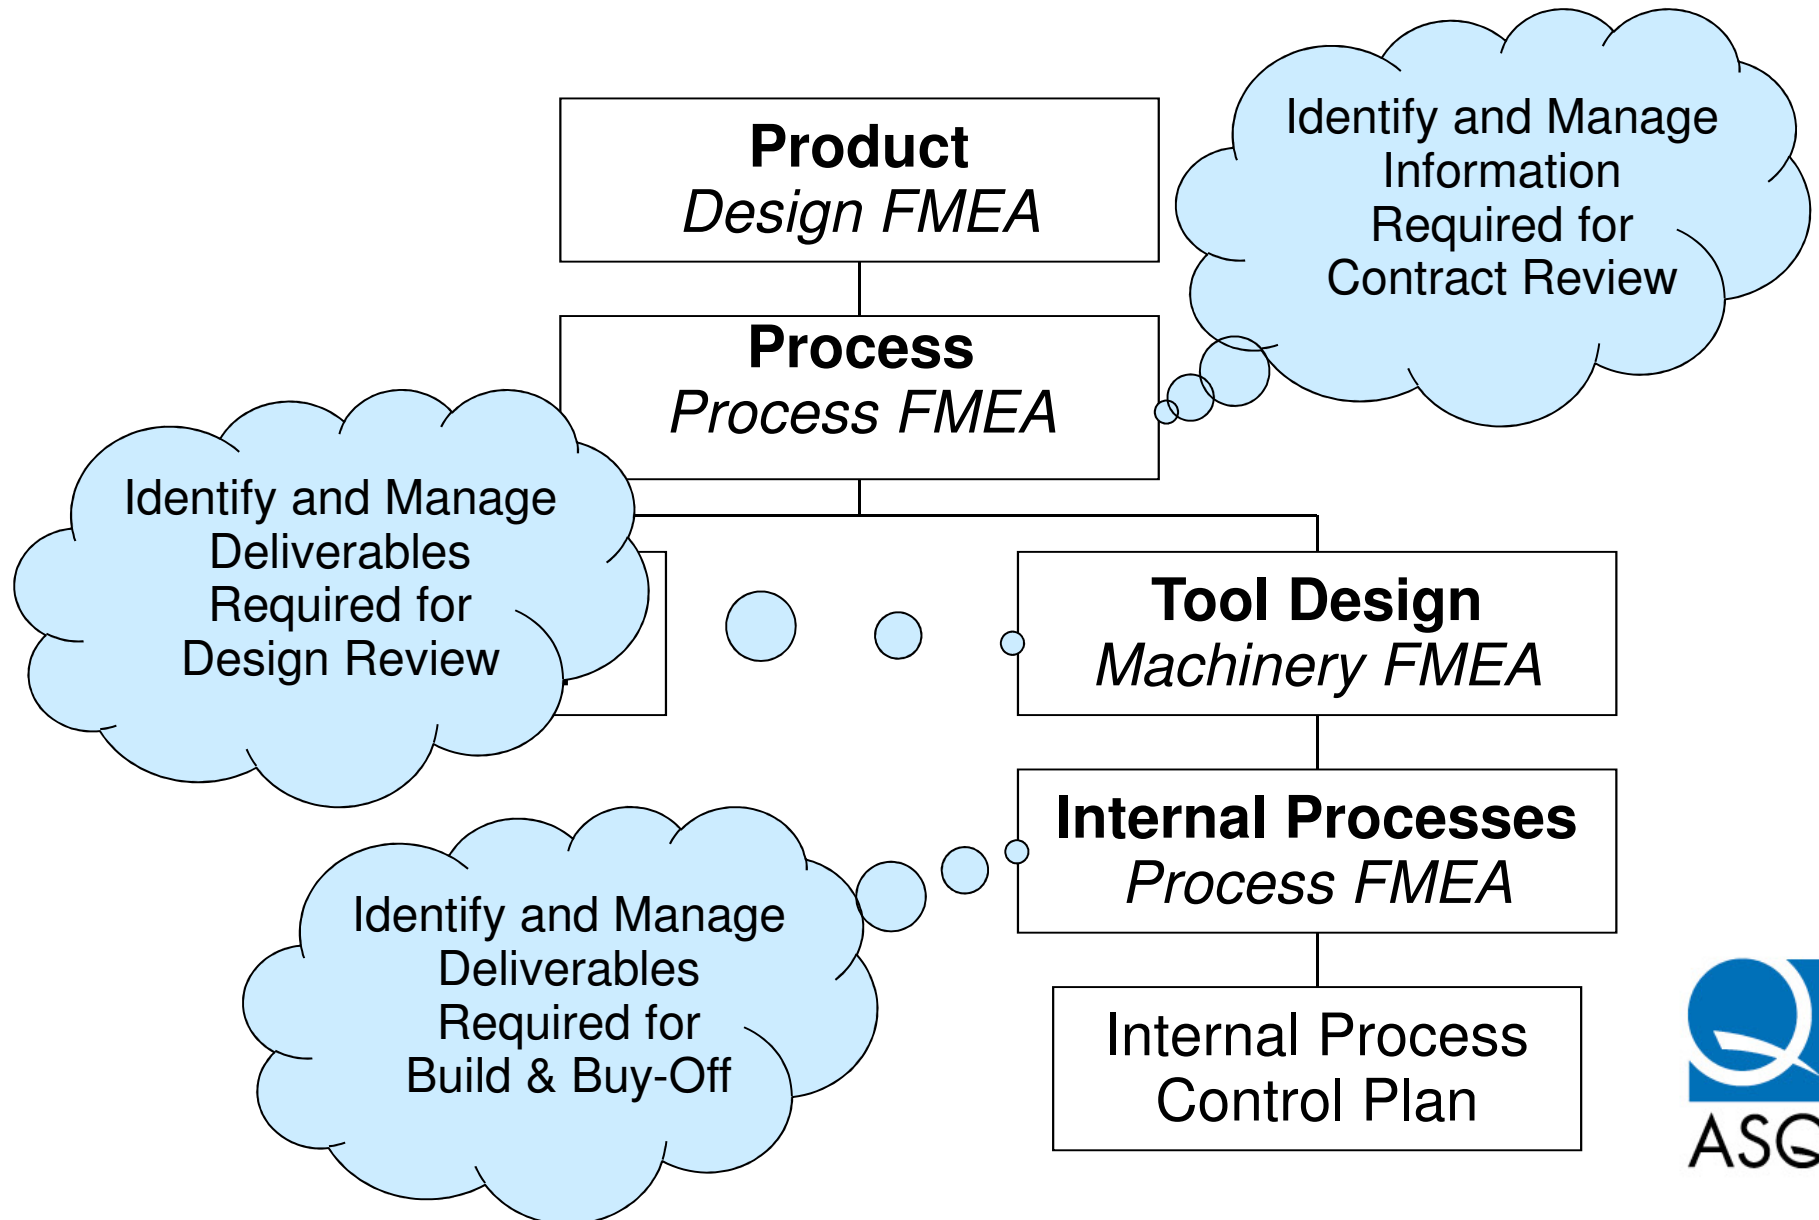 Product
Design FMEA
Identify and Manage
Information
Required for
Contract Review
Process
Process FMEA
Identify and Manage
Deliverables
Required for
Design Review
Tool Design
Machinery FMEA
Internal Processes
Process FMEA
Identify and Manage
Deliverables
Required for
Build & Buy-Off
Internal Process
Control Plan
ASQ